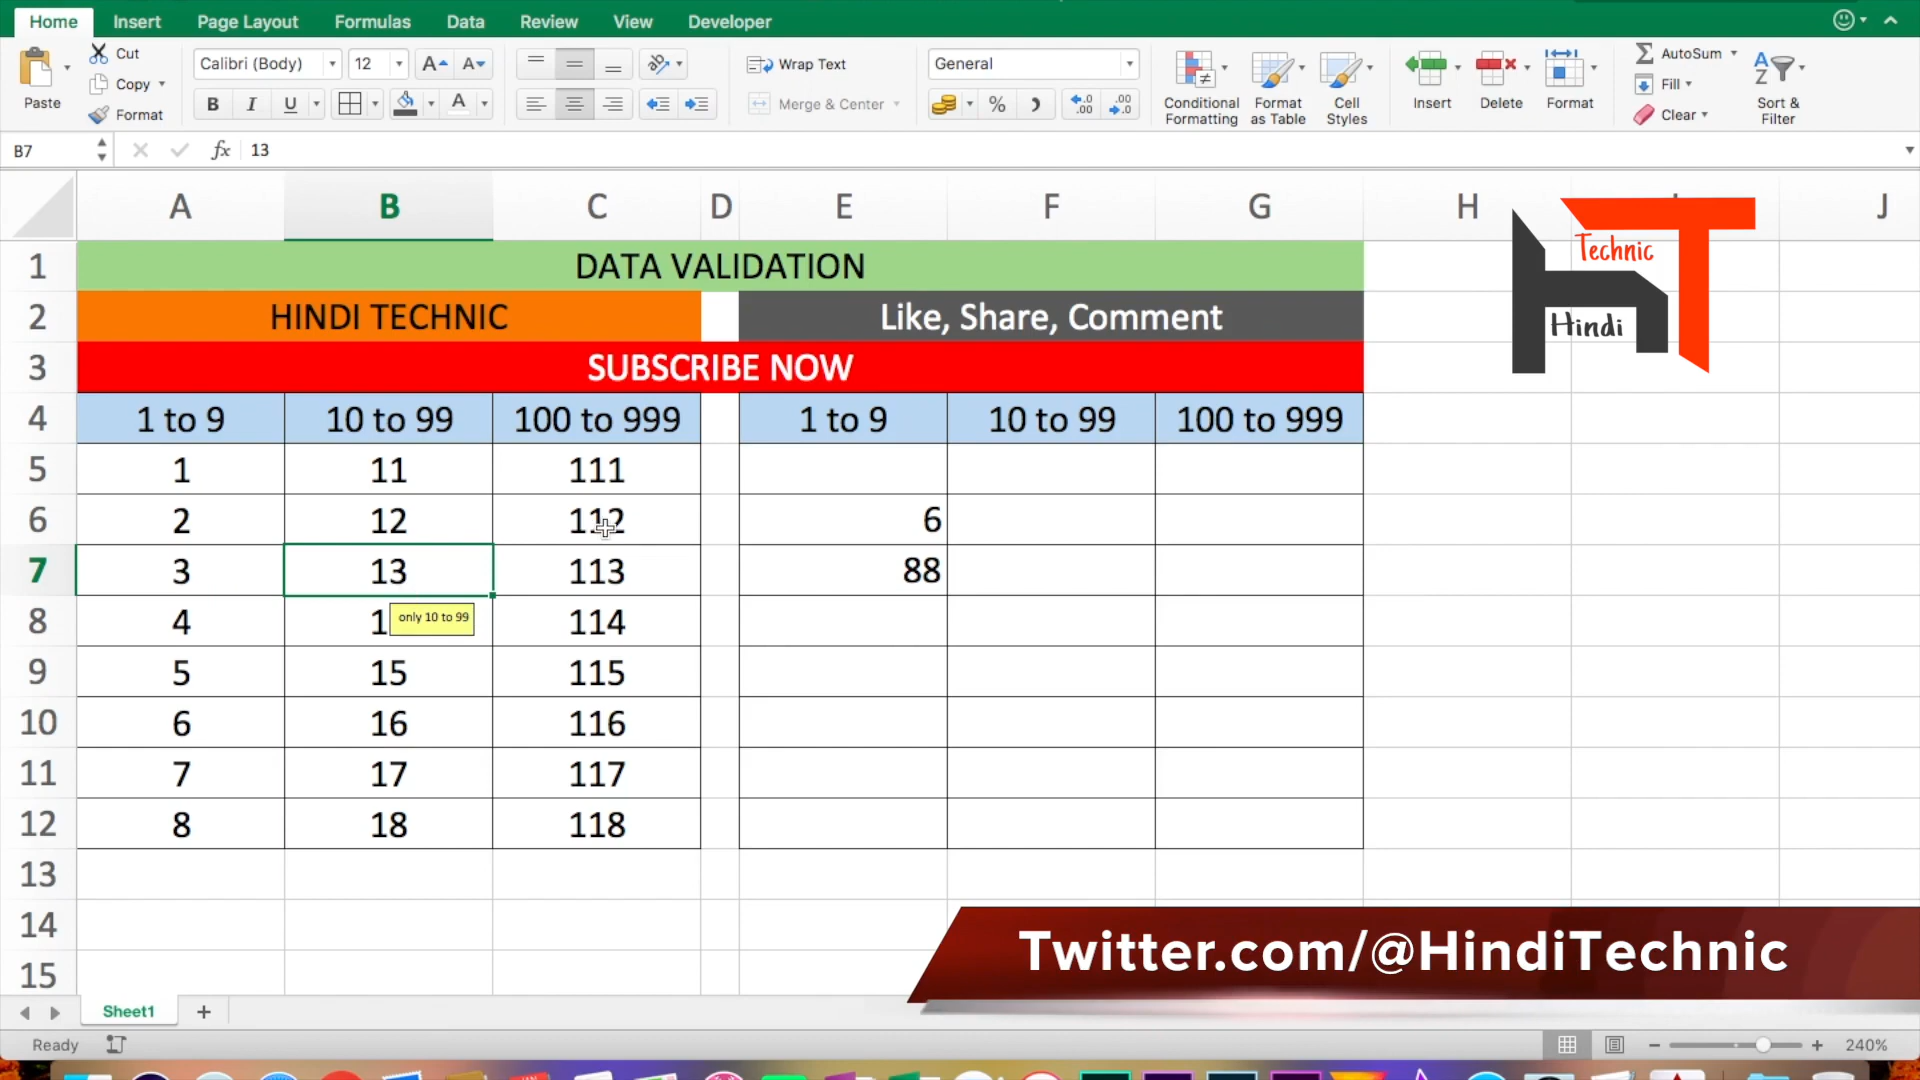 Home Insert Page Layout Formulas Data Review View Developer
Paste Cut Copy Format
Calibri (Body) 12
B I U
Wrap Text
Merge & Center
General
% .00
Conditional Formatting
Format as Table
Cell Styles
Insert Delete Format
AutoSum
Fill
Clear
Sort & Filter
B7 fx 13
A B C D E F G H J
1 DATA VALIDATION
2 HINDI TECHNIC Like, Share, Comment
3 SUBSCRIBE NOW
4 1 to 9 10 to 99 100 to 999 1 to 9 10 to 99 100 to 999
5 1 11 111
6 2 12 112 6
7 3 13 113 88
8 4 1 114
only 10 to 99
9 5 15 115
10 6 16 116
11 7 17 117
12 8 18 118
13
14
15
Technic
Hindi
Twitter.com/@HindiTechnic
Sheet1
Ready
240%